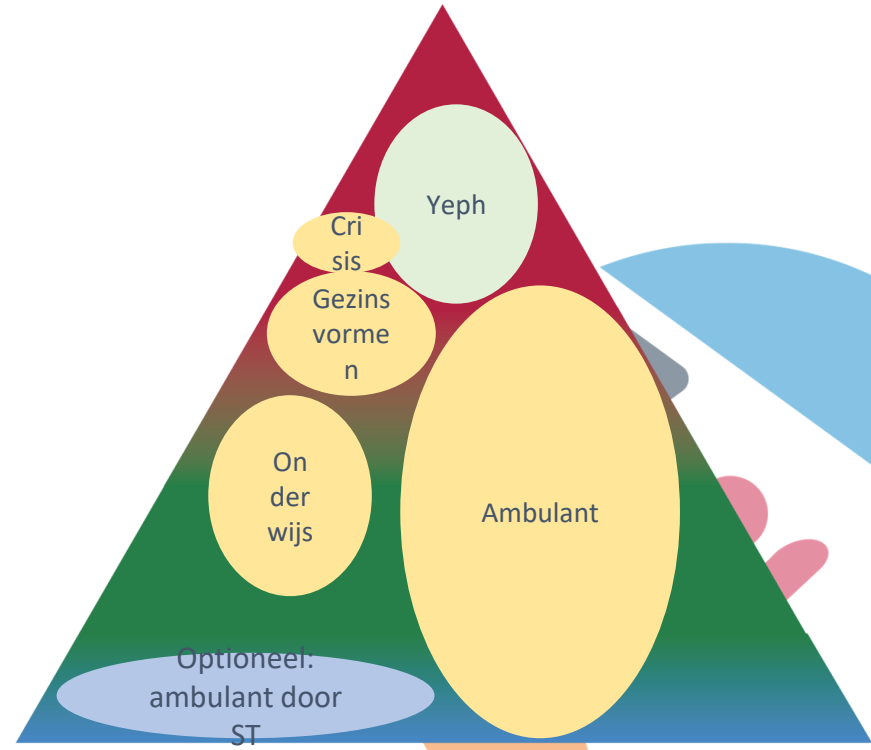 Yeph
Cri
sis
Gezins
vorme
n
On
der
wijs
Ambulant
Optioneel:
ambulant door
ST